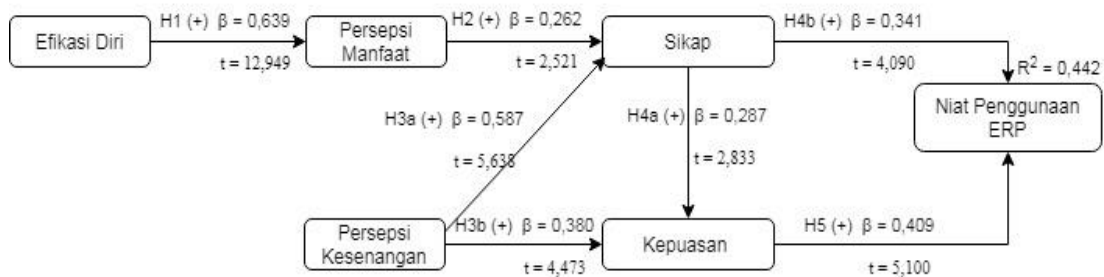 H1 (+) β = 0,639
H2 (+) β = 0,262
H4b (+) β = 0,341
Efikasi Diri
Persepsi
Manfaat
Sikap
t = 12,949
t = 2,521
t = 4,090
R² = 0,442
Niat Penggunaan
ERP
H3a (+) β = 0,587
H4a (+) β = 0,287
t = 5,638
t = 2,833
Persepsi
Kesenangan
H3b (+) β = 0,380
Kepuasan
H5 (+) β = 0,409
t = 4,473
t = 5,100